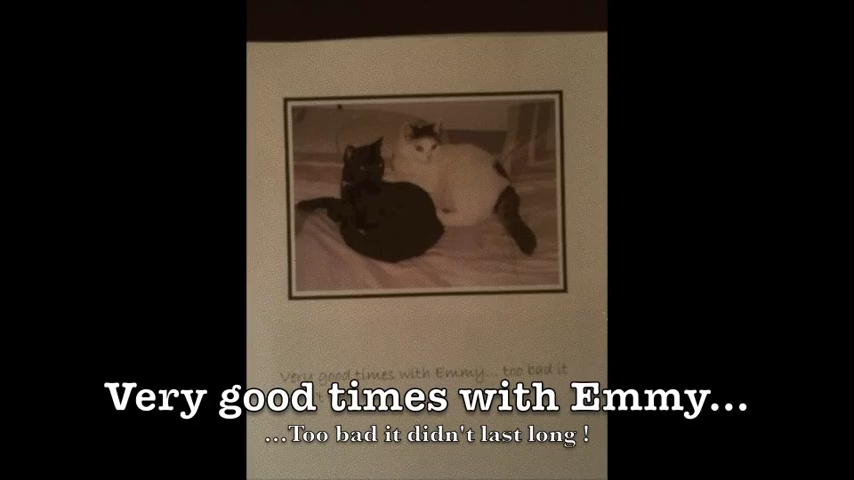 Very good times with Emmy... too bad it
Very good times with Emmy...
...Too bad it didn't last long !